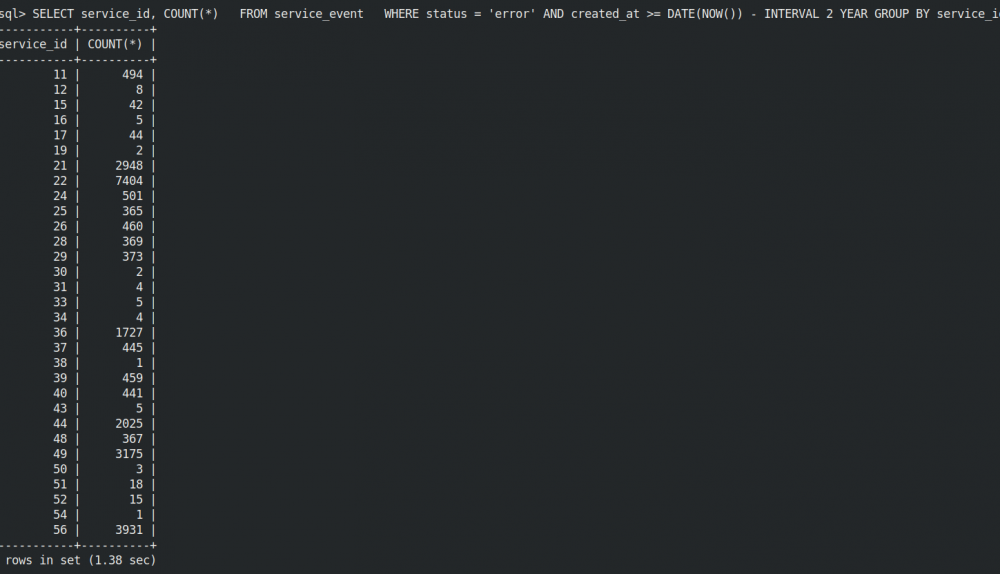 sql> SELECT service_id, COUNT(*)   FROM service_event   WHERE status = 'error' AND created_at >= DATE(NOW()) - INTERVAL 2 YEAR GROUP BY
-----------+----------+
service_id | COUNT(*) |
-----------+----------+
11 | 494 |
12 | 8 |
15 | 42 |
16 | 5 |
17 | 44 |
19 | 2 |
21 | 2948 |
22 | 7404 |
24 | 501 |
25 | 365 |
26 | 460 |
28 | 369 |
29 | 373 |
30 | 2 |
31 | 4 |
33 | 5 |
34 | 4 |
36 | 1727 |
37 | 445 |
38 | 1 |
39 | 459 |
40 | 441 |
43 | 5 |
44 | 2025 |
48 | 367 |
49 | 3175 |
50 | 3 |
51 | 18 |
52 | 15 |
54 | 1 |
56 | 3931 |
-----------+----------+
rows in set (1.38 sec)